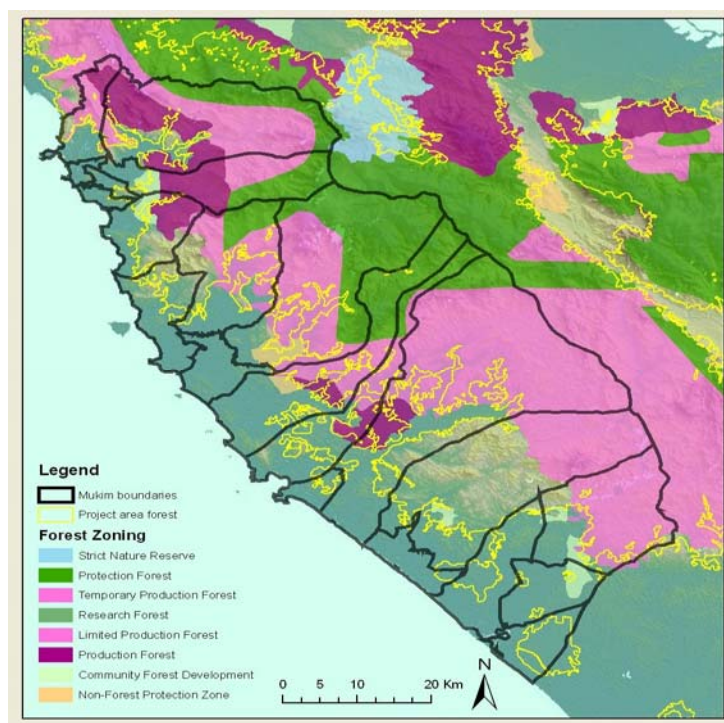 Legend
Mukim boundaries
Project area forest
Forest Zoning
Strict Nature Reserve
Protection Forest
Temporary Production Forest
Research Forest
Limited Production Forest
Production Forest
Community Forest Development
Non-Forest Protection Zone
0 5 10 20 Km
N